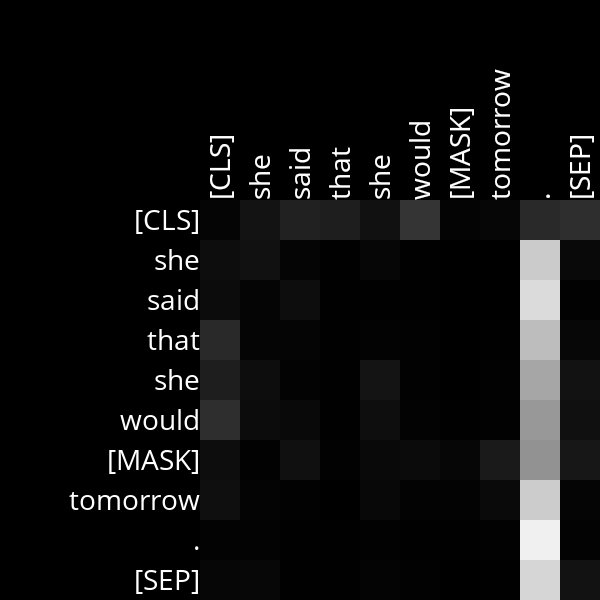 [CLS] she said that she would [MASK] tomorrow . [SEP]
[CLS]
she
said
that
she
would
[MASK]
tomorrow
.
[SEP]